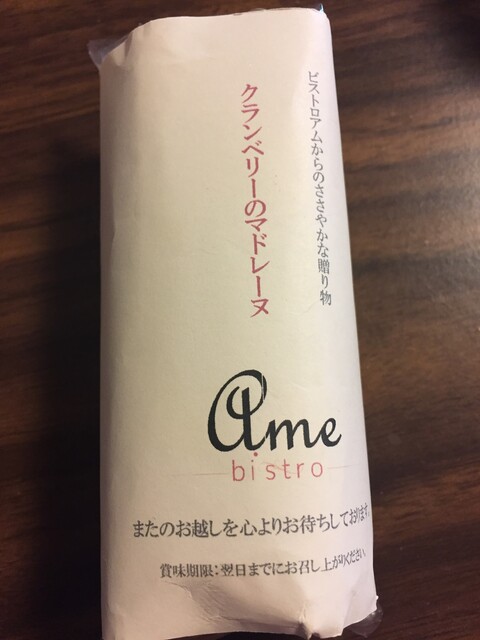 ビストロアムからのささやかな贈り物
クランベリーのマドレーヌ
ame
bistro
またのお越しを心よりお待ちしております。
賞味期限：翌日までにお召し上がりください。